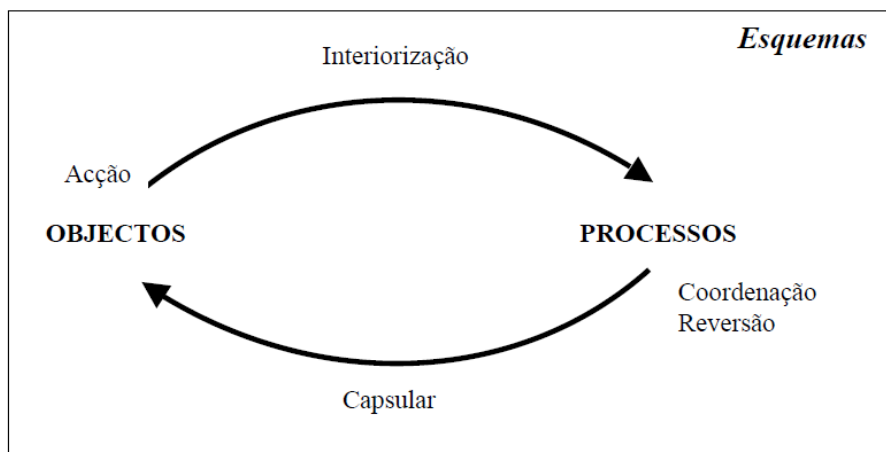 Esquemas
Interiorização
Acção
OBJECTOS
PROCESSOS
Coordenação
Reversão
Capsular